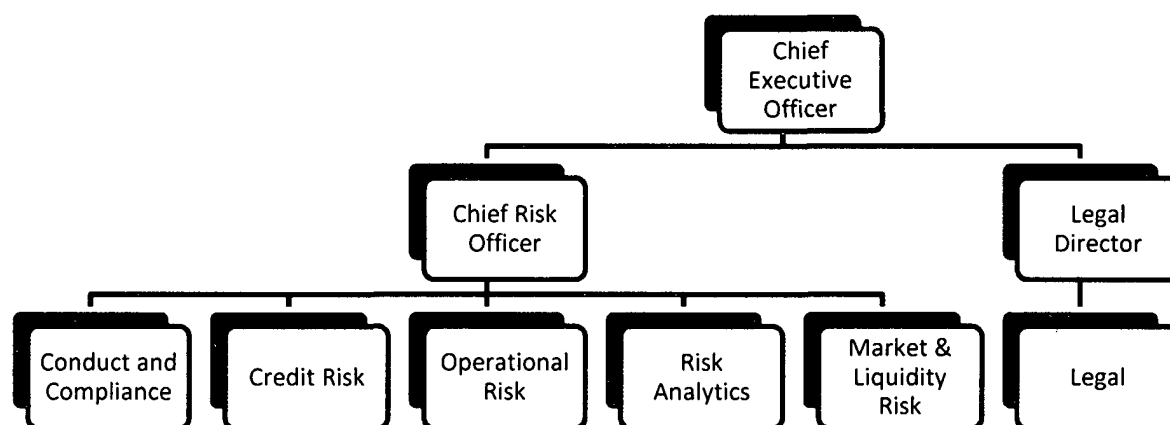 Chief
Executive
Officer
Chief Risk
Officer
Legal
Director
Conduct and
Compliance
Credit Risk
Operational
Risk
Risk
Analytics
Market &
Liquidity
Risk
Legal